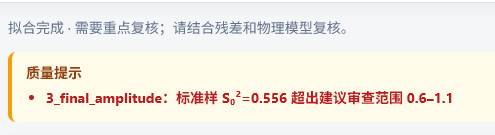 拟合完成 · 需要重点复核；请结合残差和物理模型复核。
质量提示
• 3_final_amplitude：标准样 S₀²=0.556 超出建议审查范围 0.6–1.1